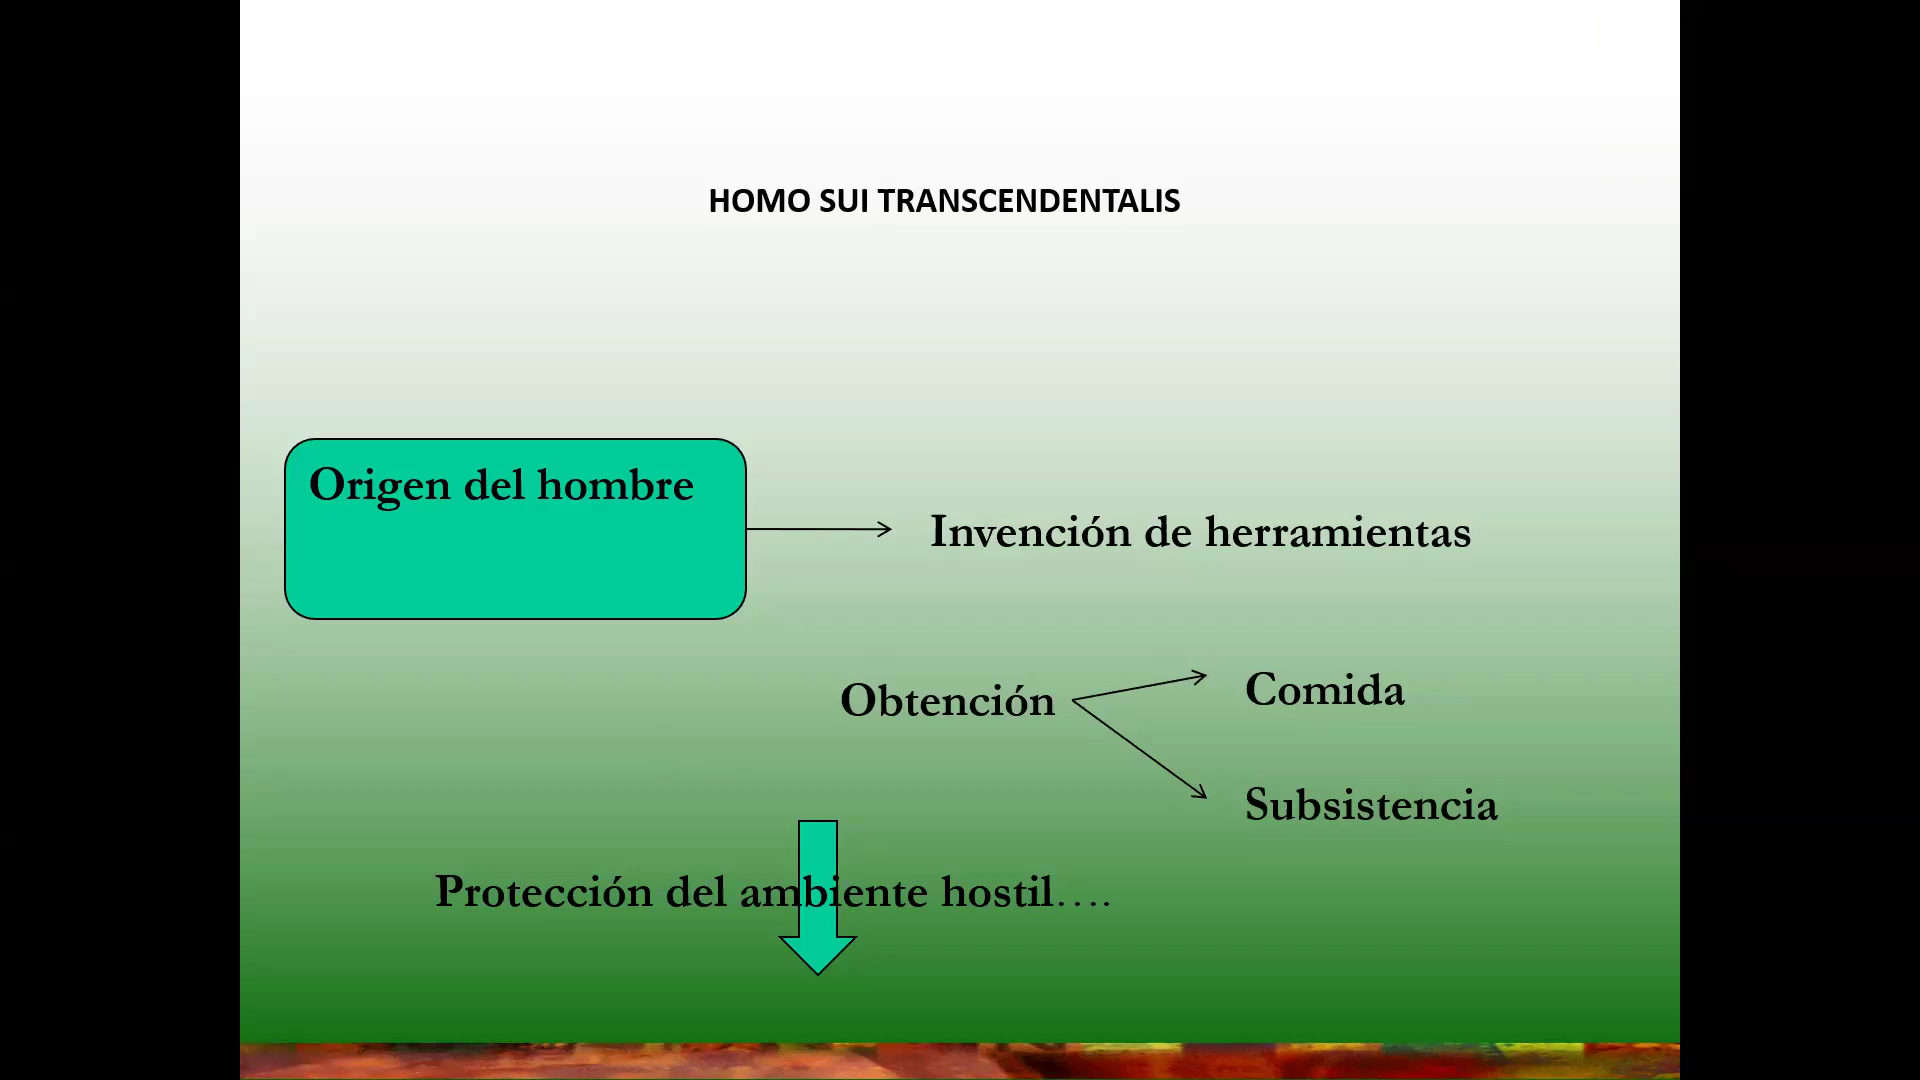 HOMO SUI TRANSCENDENTALIS
Origen del hombre
Invención de herramientas
Obtención
Comida
Subsistencia
Protección del ambiente hostil….